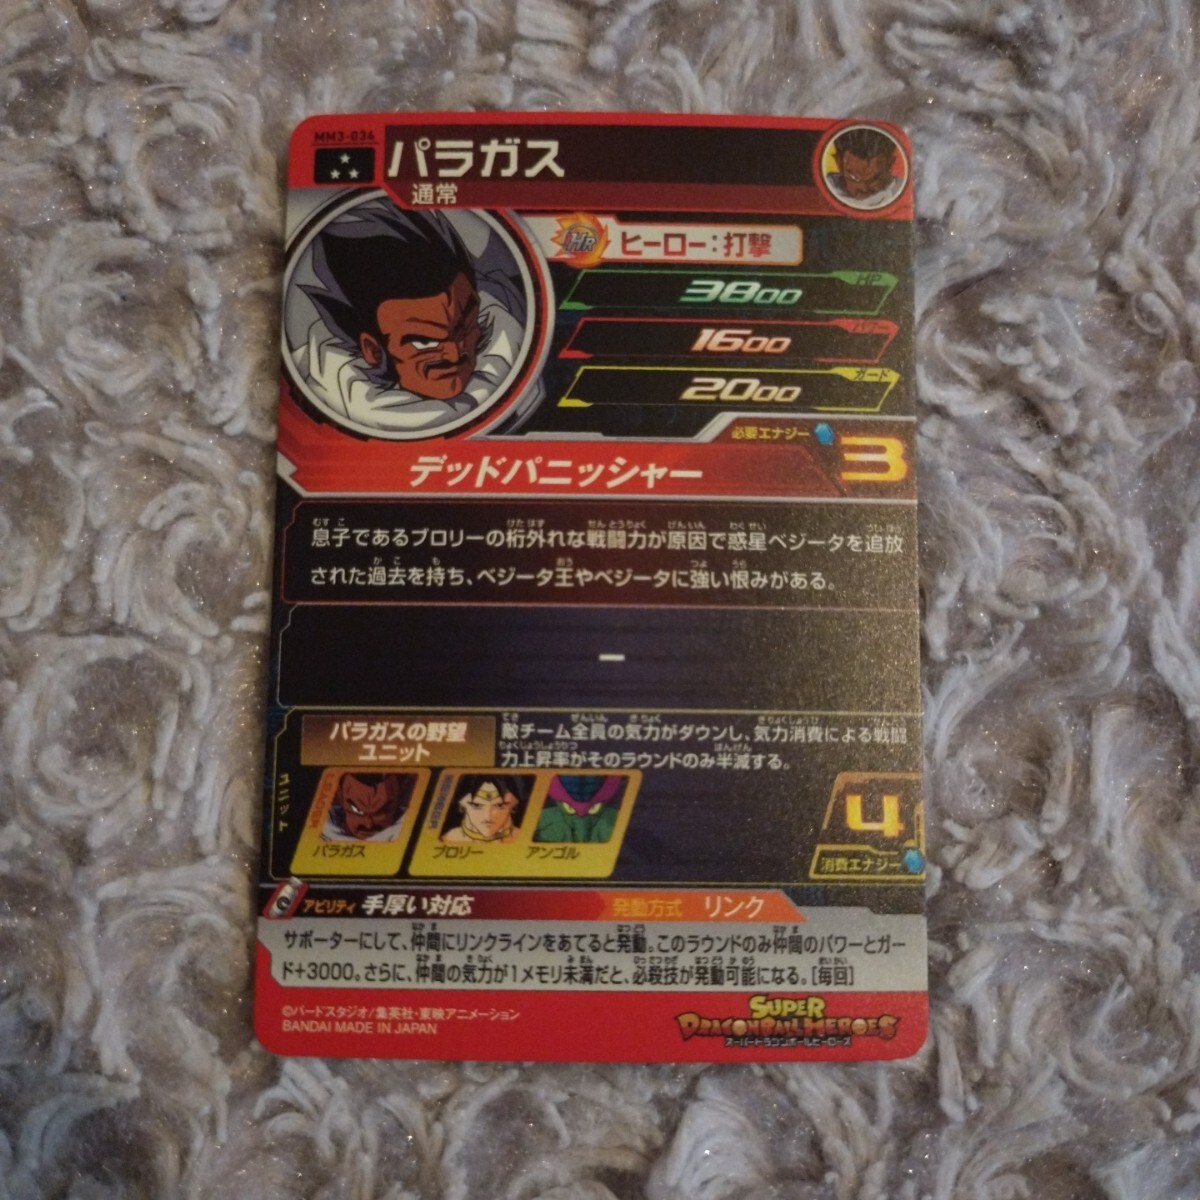 MM3-034
パラガス
通常
HR
ヒーロー:打撃
HP
3800
パワー
1600
ガード
2000
必要エナジー
3
デッドパニッシャー
息子であるブロリーの桁外れな戦闘力が原因で惑星ベジータを追放
された過去を持ち、ベジータ王やベジータに強い恨みがある。
ー
パラガスの野望
ユニット
敵チーム全員の気力がダウンし、気力消費による戦闘
力上昇率がそのラウンドのみ半減する。
ユニット
パラガス
ブロリー
アンゴル
4
消費エナジー
アビリティ 手厚い対応
発動方式 リンク
サポーターにして、仲間にリンクラインをあてると発動。このラウンドのみ仲間のパワーとガー
ド+3000。さらに、仲間の気力が1メモリ未満だと、必殺技が発動可能になる。[毎回]
©バードスタジオ/集英社・東映アニメーション
BANDAI MADE IN JAPAN
SUPER
DRAGONBALL HEROES
スーパードラゴンボールヒーローズ